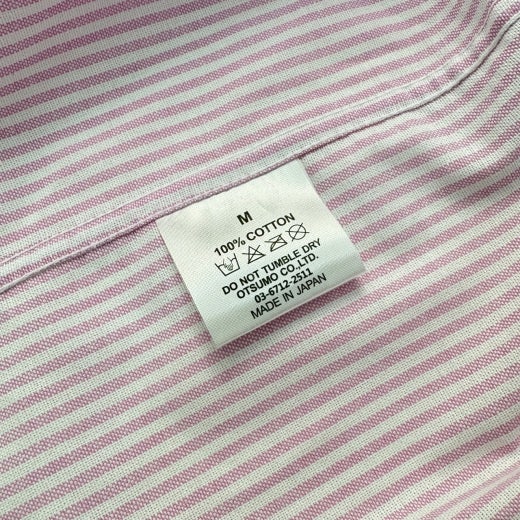 M
100% COTTON
DO NOT TUMBLE DRY
OTSUMO CO.,LTD.
03-6712-2511
MADE IN JAPAN